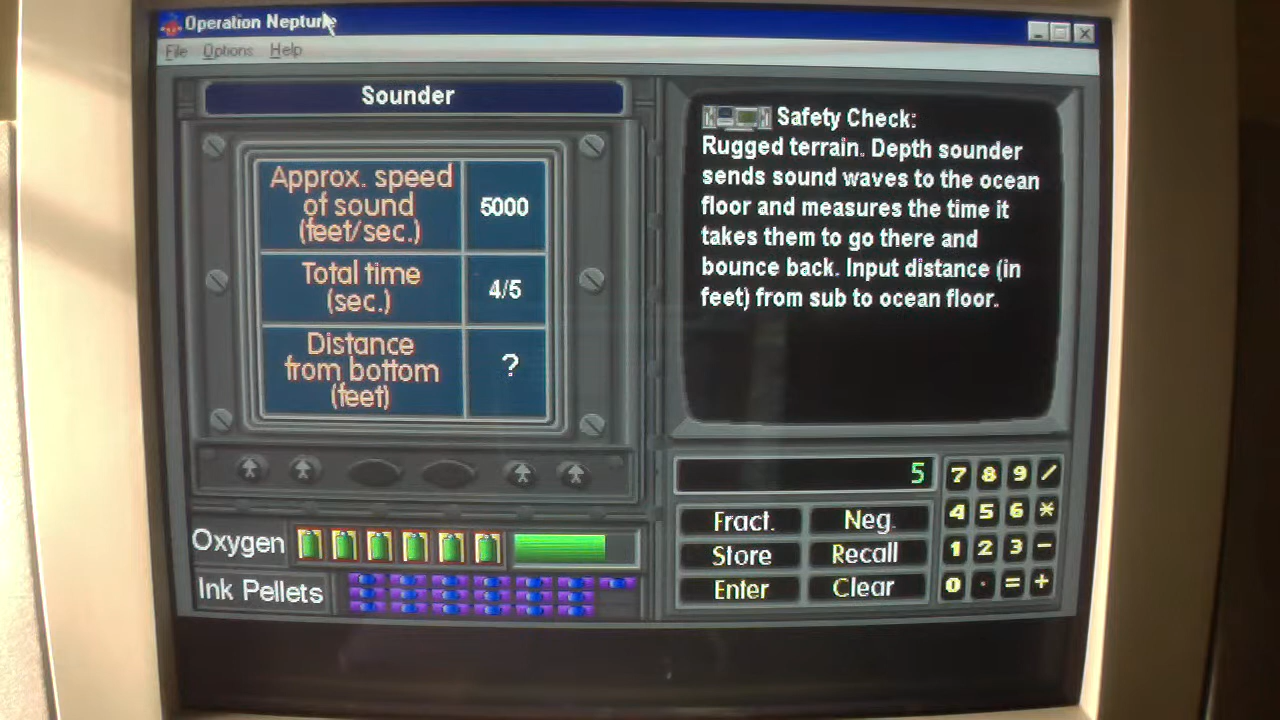 Operation Neptune
File Options Help
Sounder
Approx. speed
of sound
(feet/sec.)
5000
Total time
(sec.)
4/5
Distance
from bottom
(feet)
?
Safety Check:
Rugged terrain. Depth sounder
sends sound waves to the ocean
floor and measures the time it
takes them to go there and
bounce back. Input distance (in
feet) from sub to ocean floor.
5
Fract. Neg.
Store Recall
Enter Clear
7 8 9 /
4 5 6 *
1 2 3 −
0 . = +
Oxygen
Ink Pellets